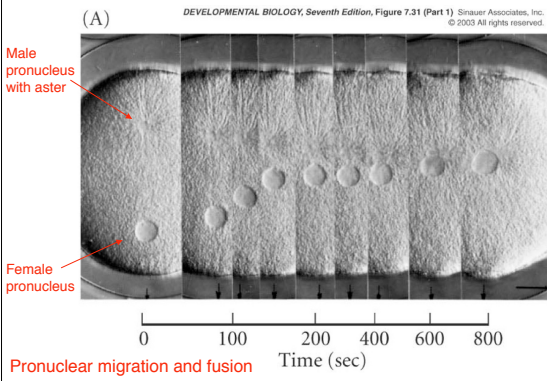 (A)
DEVELOPMENTAL BIOLOGY, Seventh Edition, Figure 7.31 (Part 1) Sinauer Associates, Inc.
© 2003 All rights reserved.
Male
pronucleus
with aster
Female
pronucleus
0 100 200 400 600 800
Time (sec)
Pronuclear migration and fusion